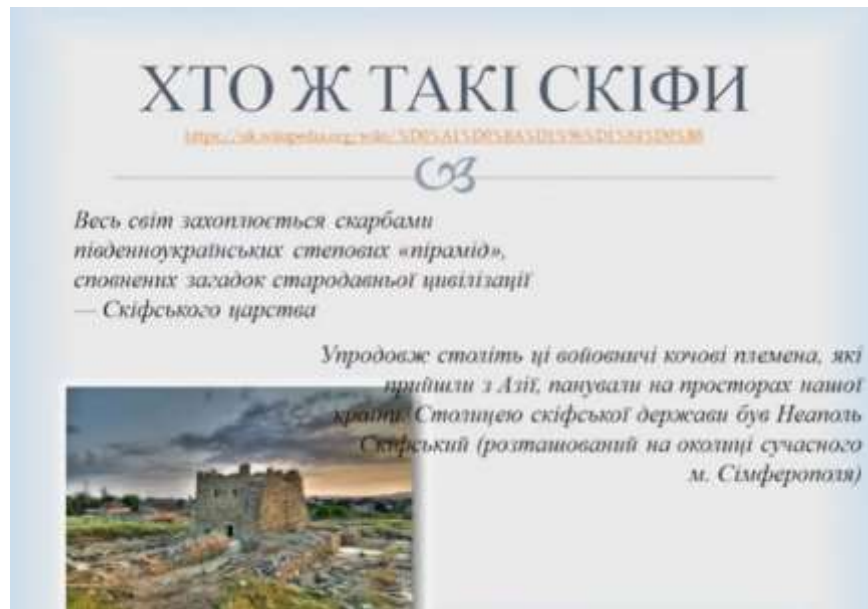 ХТО Ж ТАКІ СКІФИ
Весь світ захоплюється скарбами
південноукраїнських степових «пірамід»,
сповнених загадок стародавньої цивілізації
— Скіфського царства
Упродовж століть ці войовничі кочові племена, які
прийшли з Азії, панували на просторах нашої
країни. Столицею скіфської держави був Неаполь
Скіфський (розташований на околиці сучасного
м. Сімферополя)